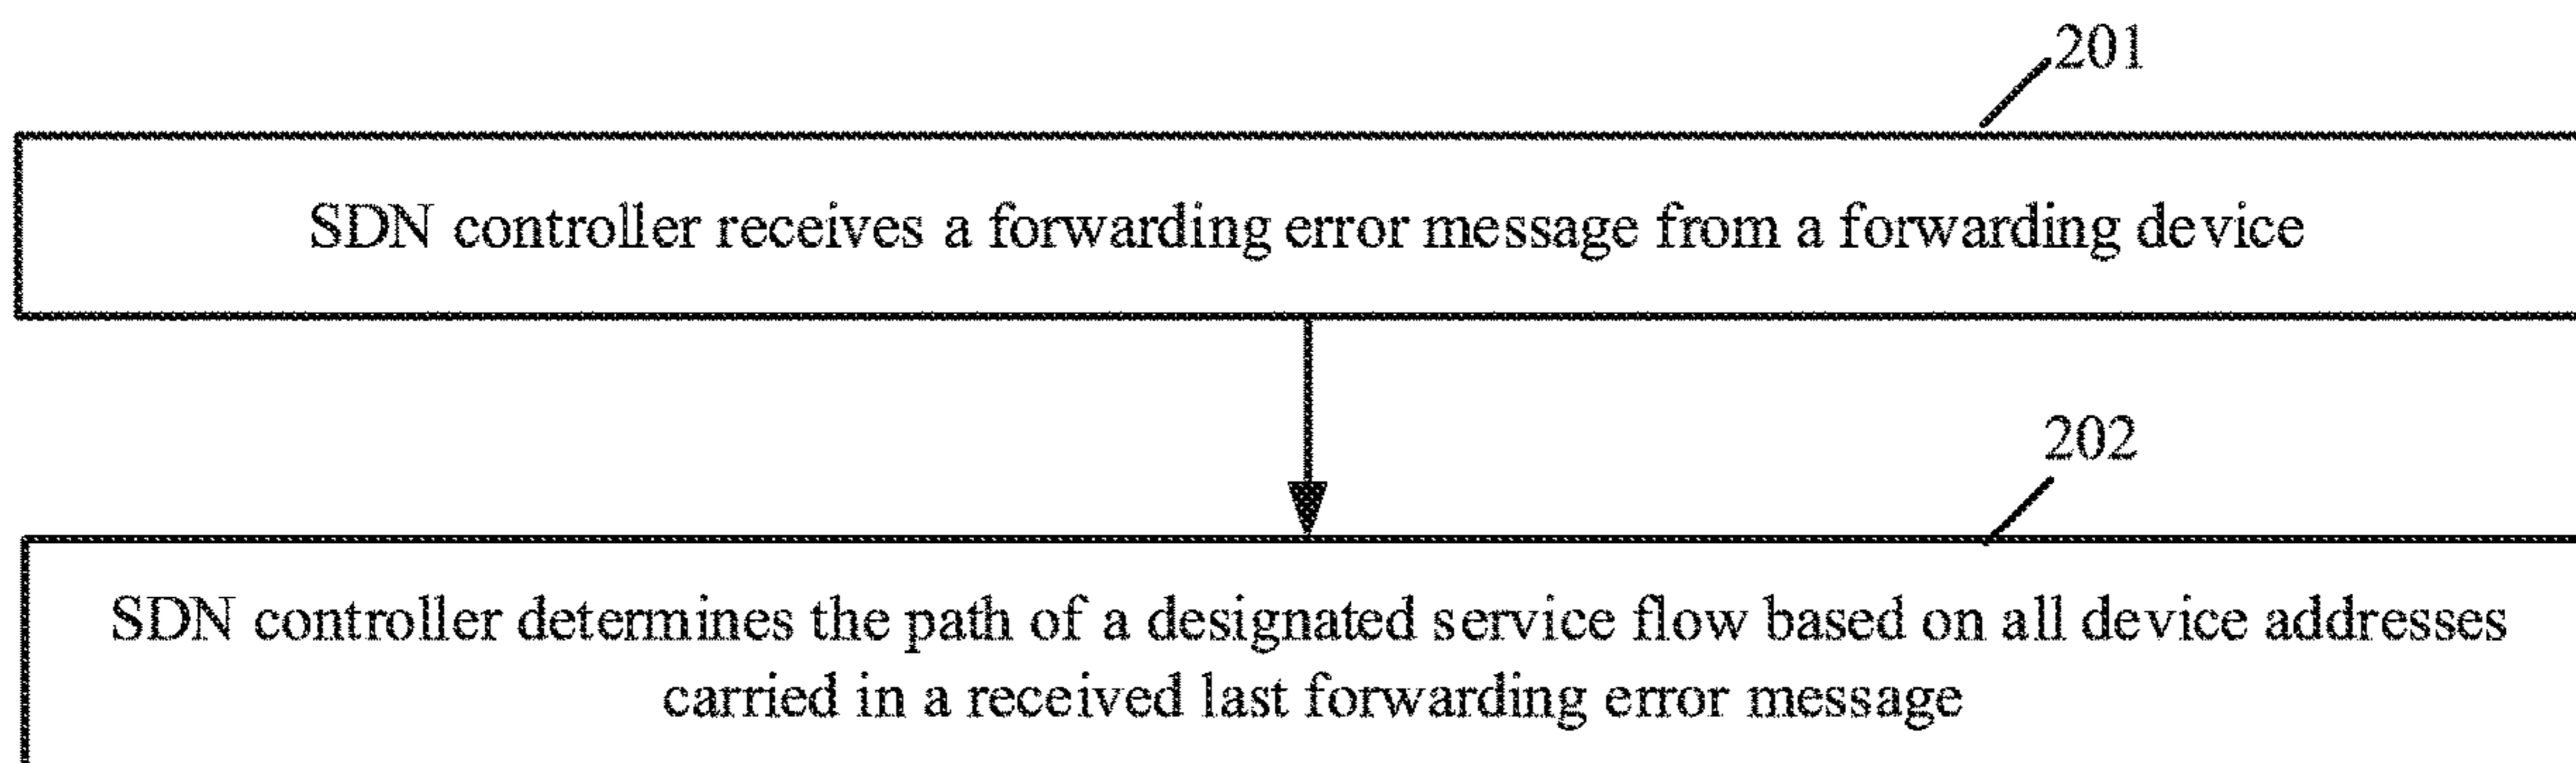 201
SDN controller receives a forwarding error message from a forwarding device
202
SDN controller determines the path of a designated service flow based on all device addresses
carried in a received last forwarding error message